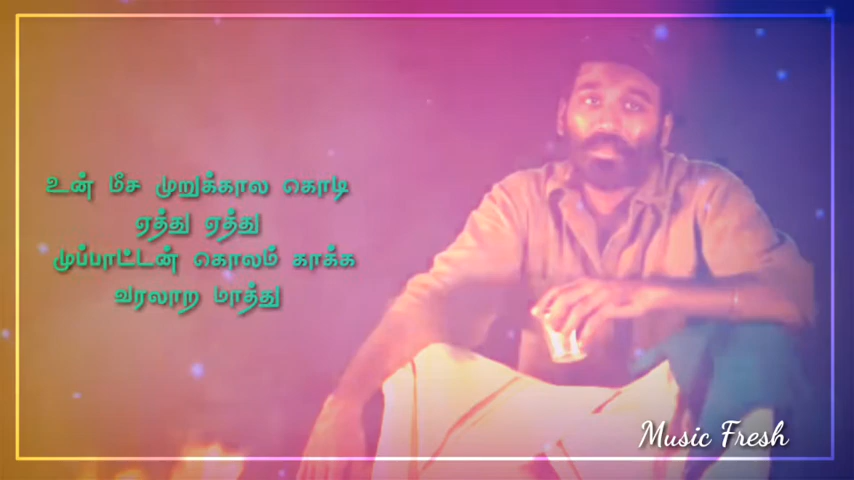 உன் மீச முறுக்கால கொடி
ஏத்து ஏத்து
முப்பாட்டன் கொலம் காக்க
வரலாற மாத்து
Music Fresh